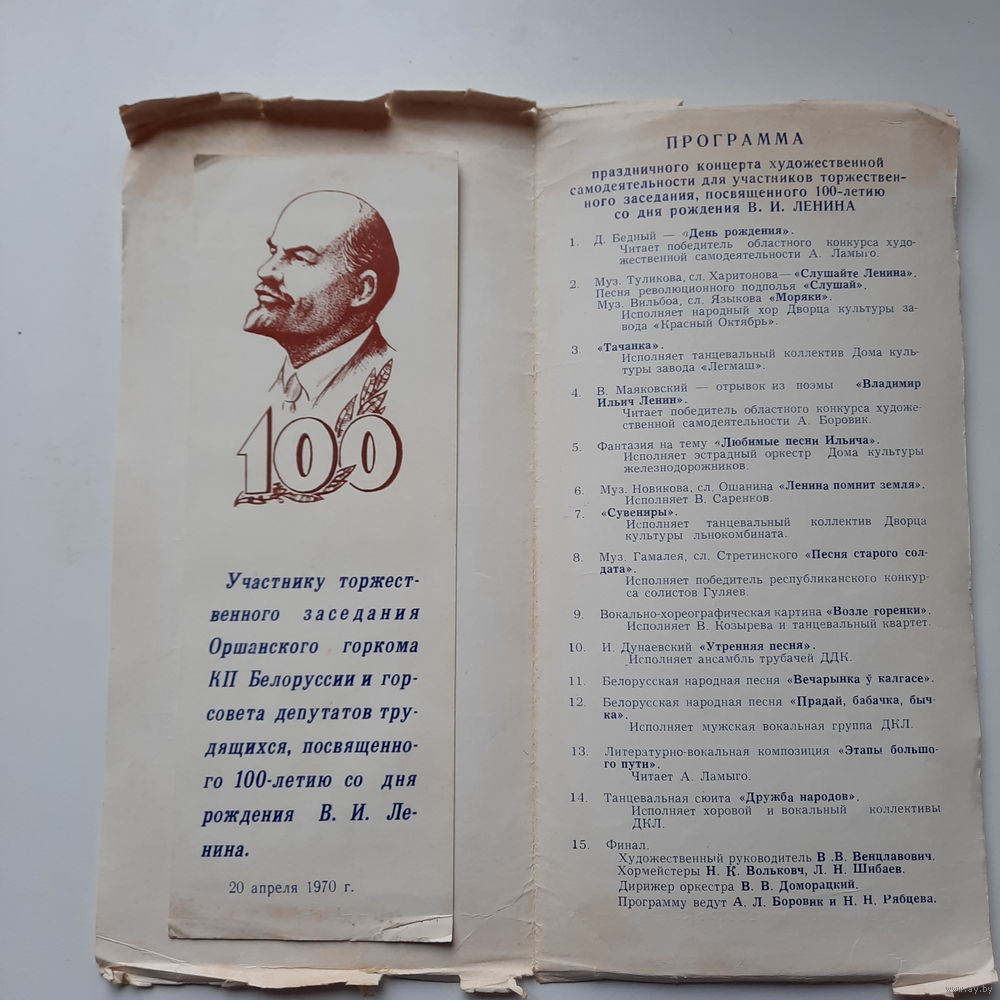 100
Участнику торжест-
венного заседания
Оршанского горкома
КП Белоруссии и гор-
совета депутатов тру-
дящихся, посвященно-
го 100-летию со дня
рождения В. И. Ле-
нина.
20 апреля 1970 г.
ПРОГРАММА
праздничного концерта художественной
самодеятельности для участников торжествен-
ного заседания, посвященного 100-летию
со дня рождения В. И. ЛЕНИНА
1. Д. Бедный — «День рождения».
Читает победитель областного конкурса худо-
жественной самодеятельности А. Ламыго.
2. Муз. Туликова, сл. Харитонова— «Слушайте Ленина».
Песня революционного подполья «Слушай».
Муз. Вильбоа, сл. Языкова «Моряки».
Исполняет народный хор Дворца культуры за-
вода «Красный Октябрь».
3. «Тачанка».
Исполняет танцевальный коллектив Дома куль-
туры завода «Легмаш».
4. В. Маяковский — отрывок из поэмы «Владимир
Ильич Ленин».
Читает победитель областного конкурса художе-
ственной самодеятельности А. Боровик.
5. Фантазия на тему «Любимые песни Ильича».
Исполняет эстрадный оркестр Дома культуры
железнодорожников.
6. Муз. Новикова, сл. Ошанина «Ленина помнит земля».
Исполняет В. Саренков.
7. «Сувениры».
Исполняет танцевальный коллектив Дворца
культуры льнокомбината.
8. Муз. Гамалея, сл. Стретинского «Песня старого сол-
дата».
Исполняет победитель республиканского конкур-
са солистов Гуляев.
9. Вокально-хореографическая картина «Возле горенки».
Исполняет В. Козырева и танцевальный квартет.
10. И. Дунаевский «Утренняя песня».
Исполняет ансамбль трубачей ДДК.
11. Белорусская народная песня «Вечарынка ў калгасе».
12. Белорусская народная песня «Прадай, бабачка, быч-
ка».
Исполняет мужская вокальная группа ДКЛ.
13. Литературно-вокальная композиция «Этапы большо-
го пути».
Читает А. Ламыго.
14. Танцевальная сюита «Дружба народов».
Исполняет хоровой и вокальный коллективы
ДКЛ.
15. Финал.
Художественный руководитель В .В. Венцлавович.
Хормейстеры Н. К. Волькович, Л. Н. Шибаев.
Дирижер оркестра В. В. Доморацкий.
Программу ведут А. Л. Боровик и Н. Н. Рябцева.
www.ay.by